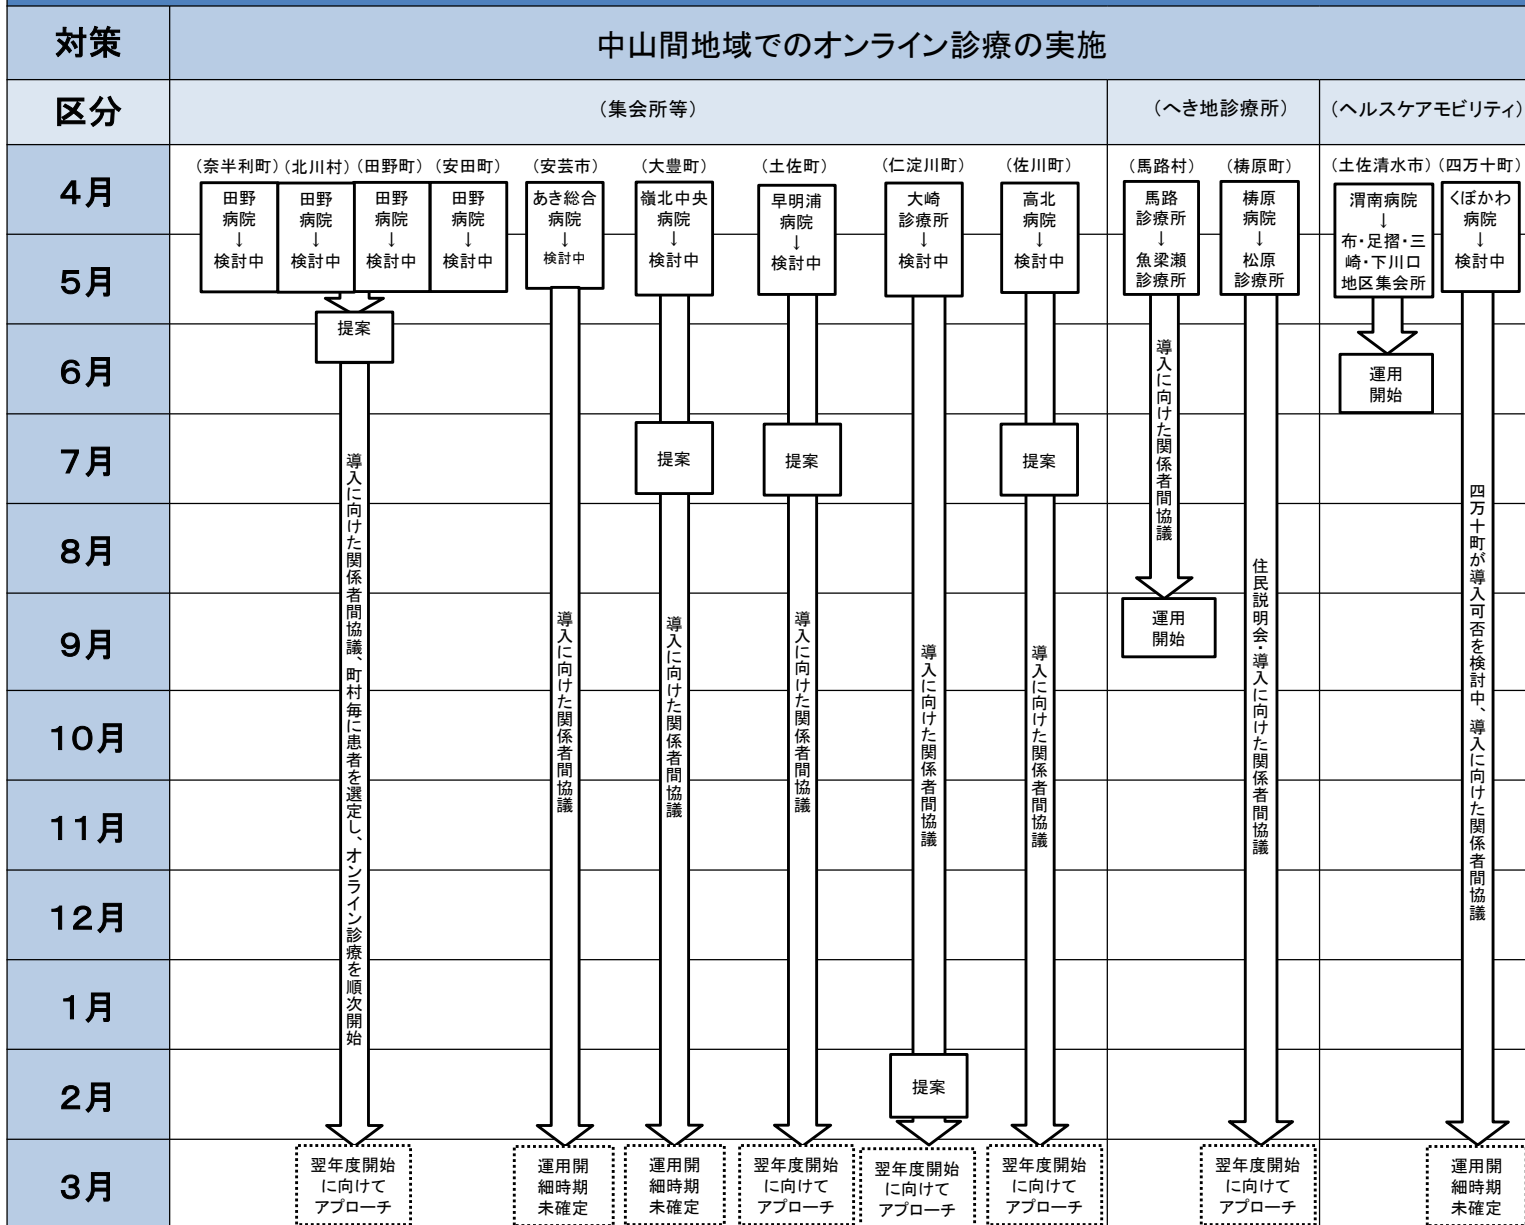 対策
中山間地域でのオンライン診療の実施
区分
（集会所等）
（へき地診療所）
（ヘルスケアモビリティ）
4月
5月
6月
7月
8月
9月
10月
11月
12月
1月
2月
3月
（奈半利町）
田野
病院
↓
検討中
（北川村）
田野
病院
↓
検討中
（田野町）
田野
病院
↓
検討中
（安田町）
田野
病院
↓
検討中
提案
導入に向けた関係者間協議、町村毎に患者を選定し、オンライン診療を順次開始
翌年度開始
に向けて
アプローチ
（安芸市）
あき総合
病院
↓
検討中
導入に向けた関係者間協議
運用開
細時期
未確定
（大豊町）
嶺北中央
病院
↓
検討中
提案
導入に向けた関係者間協議
運用開
細時期
未確定
（土佐町）
早明浦
病院
↓
検討中
提案
導入に向けた関係者間協議
翌年度開始
に向けて
アプローチ
（仁淀川町）
大崎
診療所
↓
検討中
導入に向けた関係者間協議
提案
翌年度開始
に向けて
アプローチ
（佐川町）
高北
病院
↓
検討中
提案
導入に向けた関係者間協議
翌年度開始
に向けて
アプローチ
（馬路村）
馬路
診療所
↓
魚梁瀬
診療所
導入に向けた関係者間協議
運用
開始
（梼原町）
梼原
病院
↓
松原
診療所
住民説明会・導入に向けた関係者間協議
翌年度開始
に向けて
アプローチ
（土佐清水市）
渭南病院
↓
布・足摺・三
崎・下川口
地区集会所
運用
開始
（四万十町）
くぼかわ
病院
↓
検討中
四万十町が導入可否を検討中、導入に向けた関係者間協議
運用開
細時期
未確定